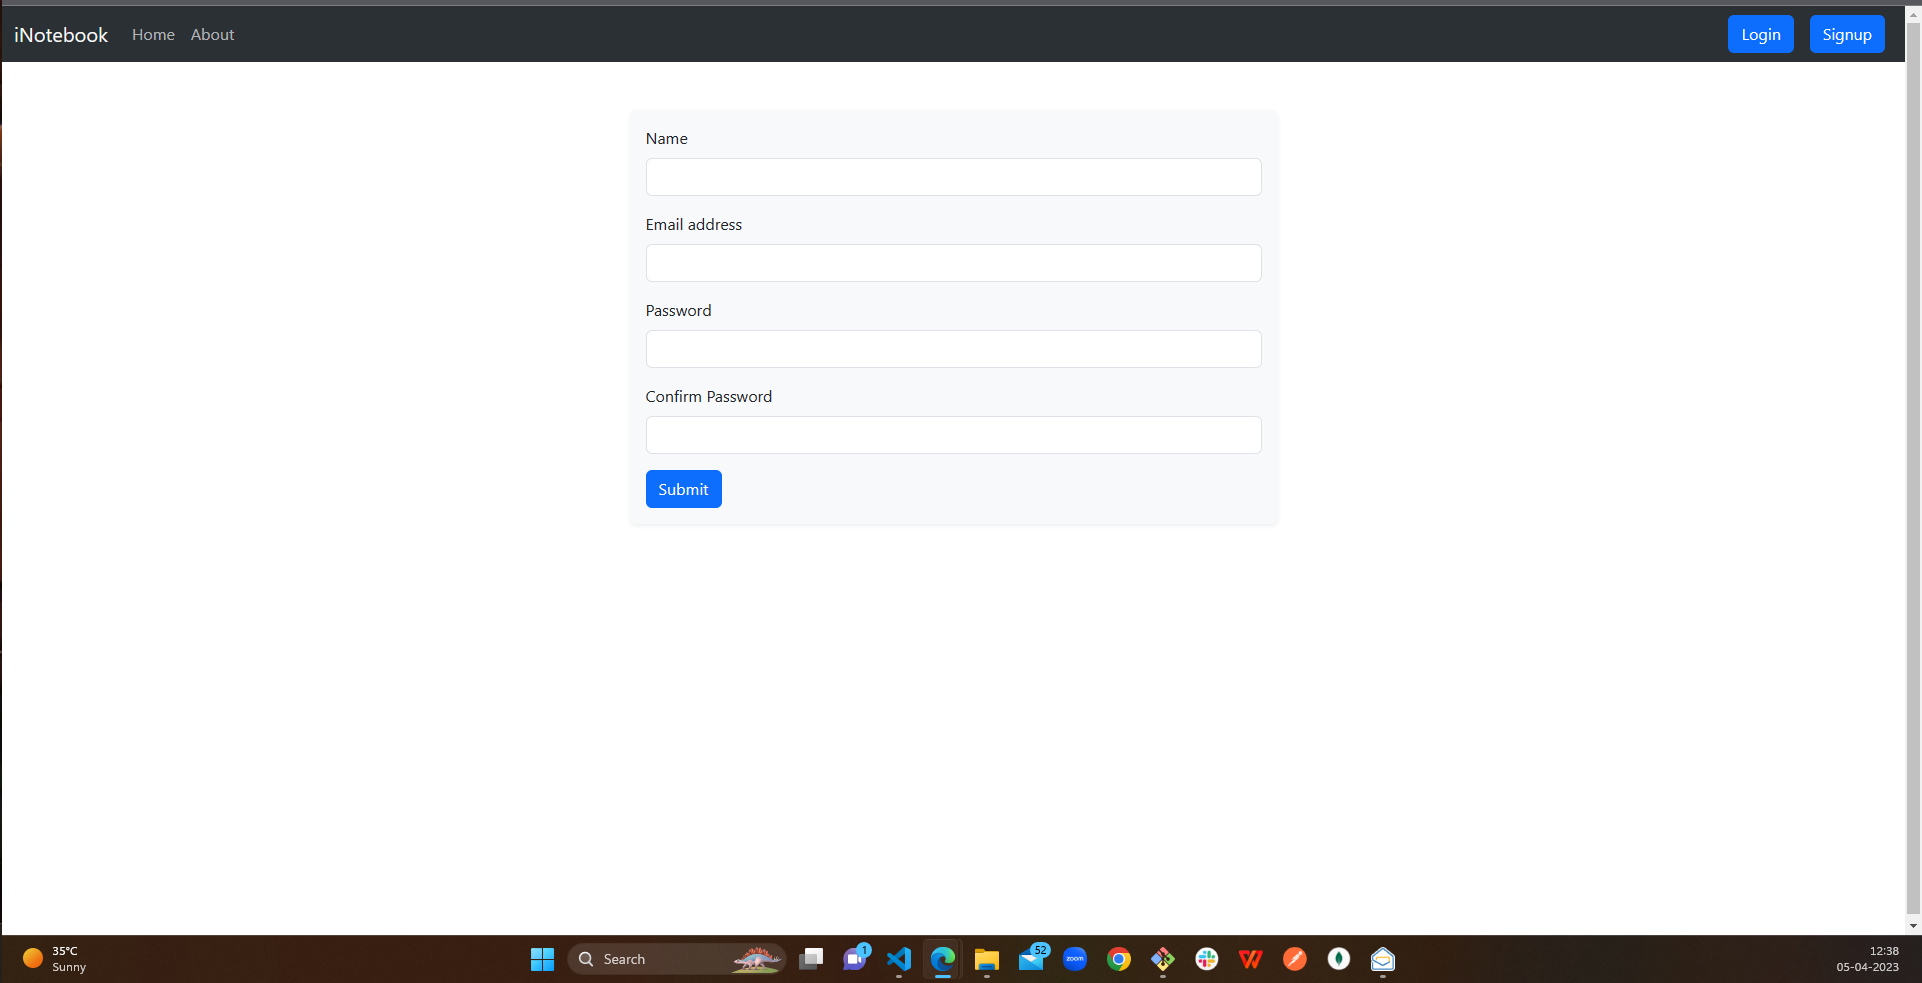 iNotebook Home About Login Signup
Name
Email address
Password
Confirm Password
Submit
35°C
Sunny
Search
1
52
zoom
12:38
05-04-2023